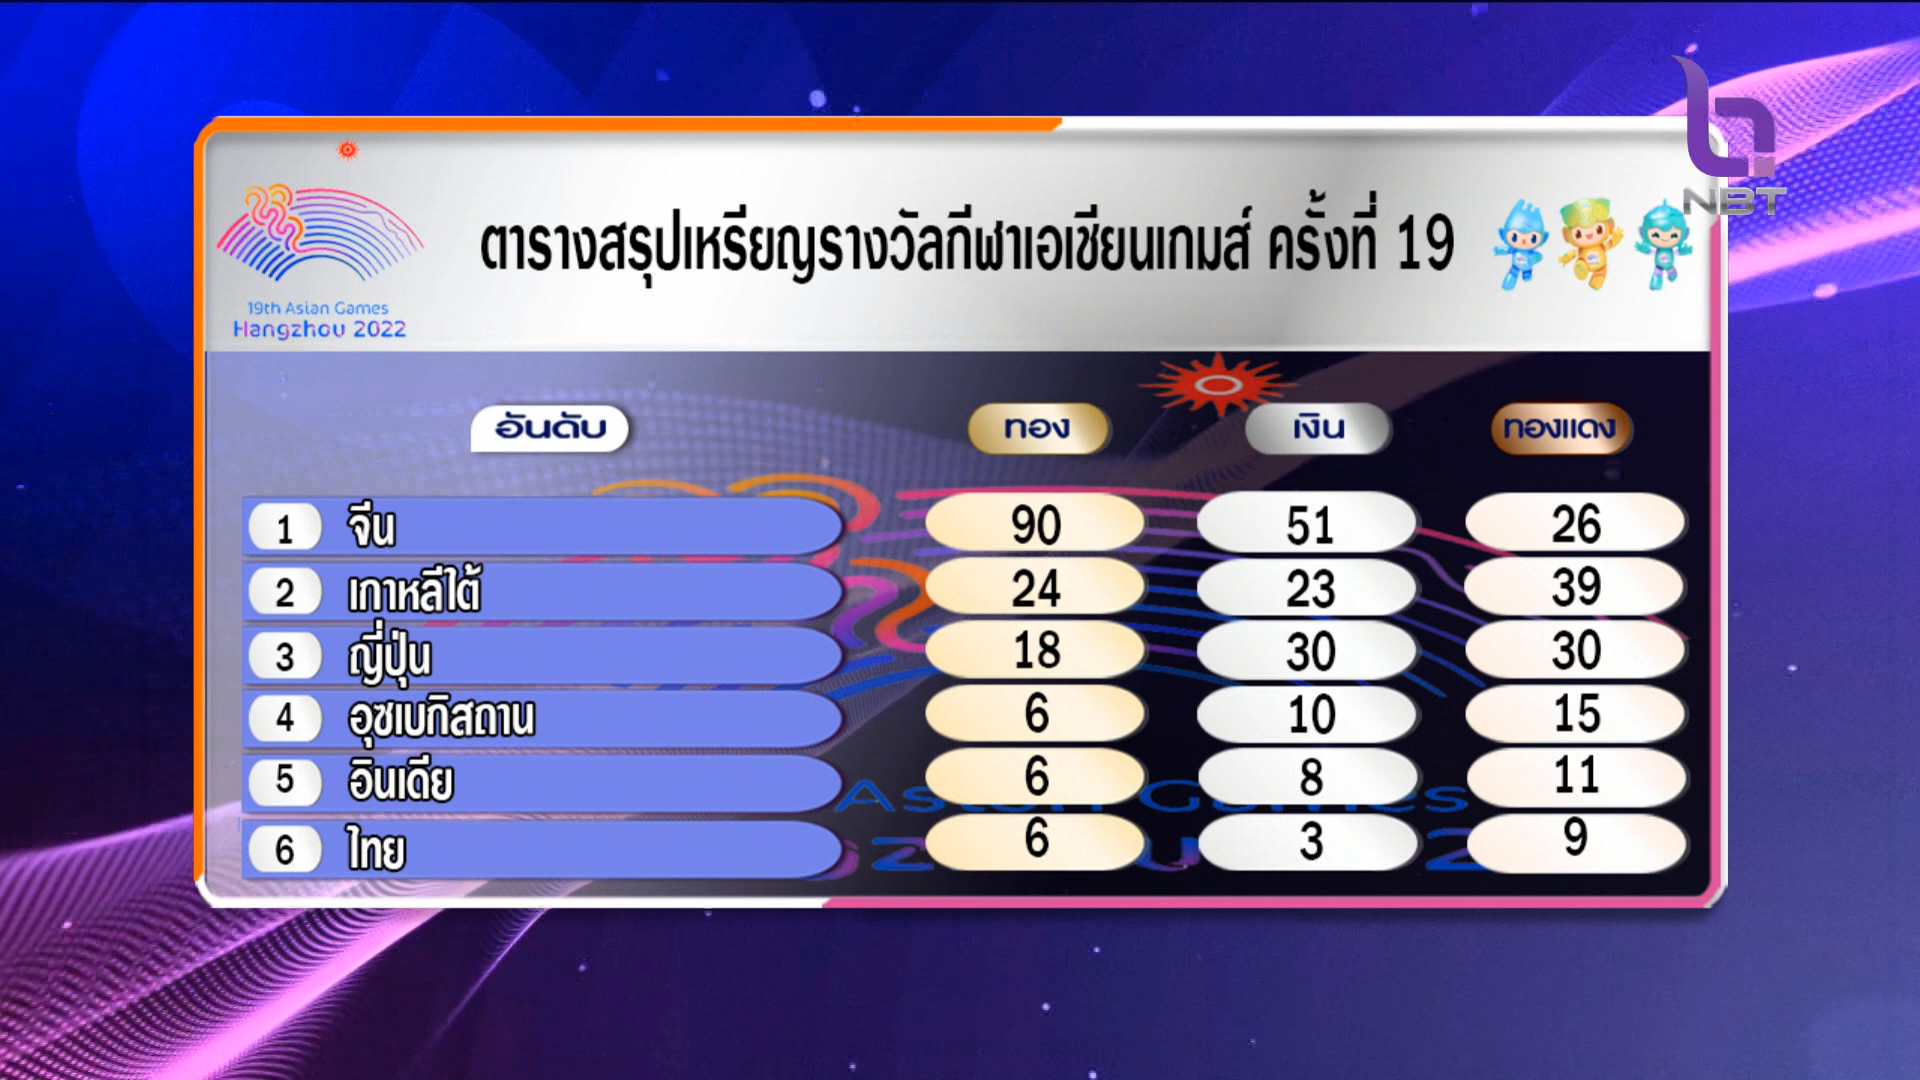 NBT
ตารางสรุปเหรียญรางวัลกีฬาเอเชียนเกมส์ ครั้งที่ 19
19th Asian Games
Hangzhou 2022
อันดับ ทอง เงิน ทองแดง
1 จีน 90 51 26
2 เกาหลีใต้ 24 23 39
3 ญี่ปุ่น 18 30 30
4 อุซเบกิสถาน 6 10 15
5 อินเดีย 6 8 11
6 ไทย 6 3 9